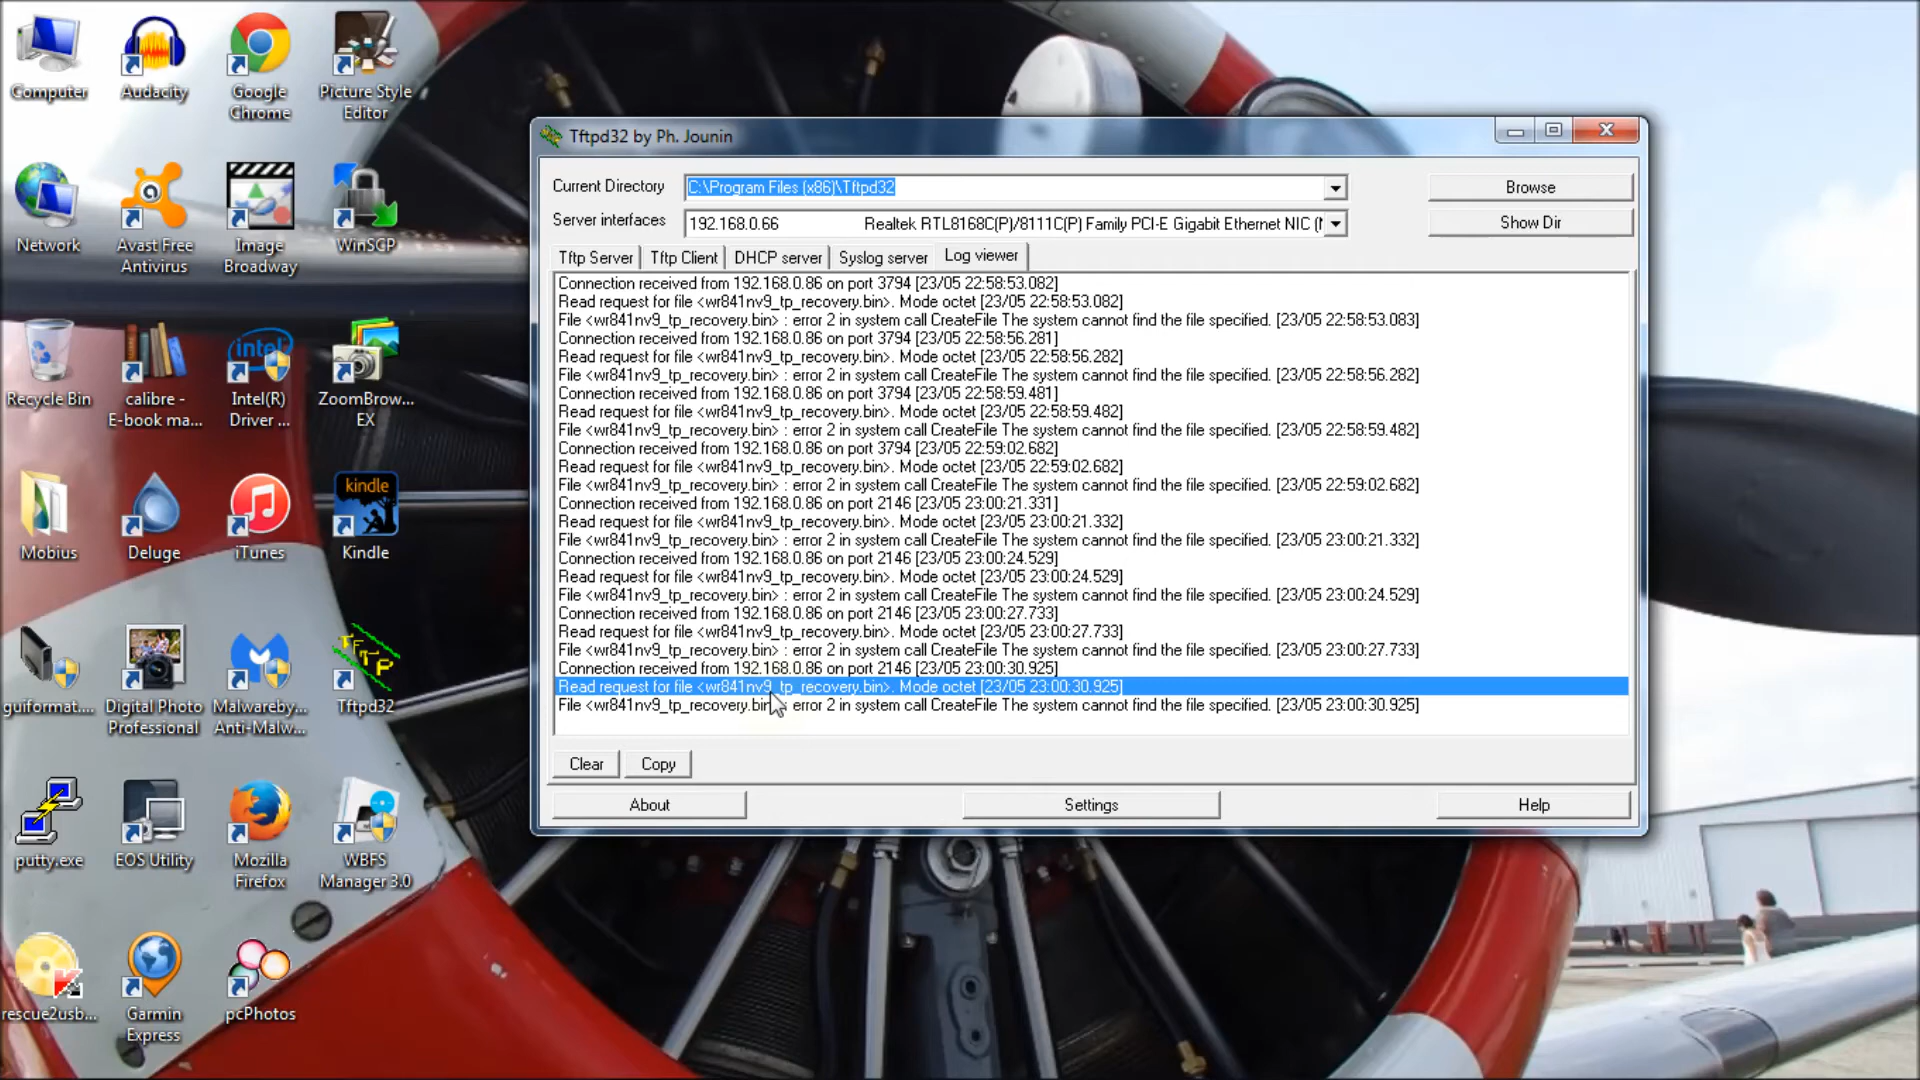 Computer
Audacity
Google
Chrome
Picture Style
Editor
Network
Avast Free
Antivirus
Image
Broadway
WinSCP
Recycle Bin
calibre -
E-book ma...
intel
Intel(R)
Driver ...
ZoomBrow...
EX
Mobius
Deluge
iTunes
kindle
Kindle
guiformat....
Digital Photo
Professional
Malwareby...
Anti-Malw...
TFTP
Tftpd32
putty.exe
EOS Utility
Mozilla
Firefox
WBFS
Manager 3.0
rescue2usb...
Garmin
Express
pcPhotos
Tftpd32 by Ph. Jounin
Current Directory
C:\Program Files (x86)\Tftpd32
Browse
Server interfaces
192.168.0.66 Realtek RTL8168C(P)/8111C(P) Family PCI-E Gigabit Ethernet NIC (
Show Dir
Tftp Server
Tftp Client
DHCP server
Syslog server
Log viewer
Connection received from 192.168.0.86 on port 3794 [23/05 22:58:53.082]
Read request for file <wr841nv9_tp_recovery.bin>. Mode octet [23/05 22:58:53.082]
File <wr841nv9_tp_recovery.bin> : error 2 in system call CreateFile The system cannot find the file specified. [23/05 22:58:53.083]
Connection received from 192.168.0.86 on port 3794 [23/05 22:58:56.281]
Read request for file <wr841nv9_tp_recovery.bin>. Mode octet [23/05 22:58:56.282]
File <wr841nv9_tp_recovery.bin> : error 2 in system call CreateFile The system cannot find the file specified. [23/05 22:58:56.282]
Connection received from 192.168.0.86 on port 3794 [23/05 22:58:59.481]
Read request for file <wr841nv9_tp_recovery.bin>. Mode octet [23/05 22:58:59.482]
File <wr841nv9_tp_recovery.bin> : error 2 in system call CreateFile The system cannot find the file specified. [23/05 22:58:59.482]
Connection received from 192.168.0.86 on port 3794 [23/05 22:59:02.682]
Read request for file <wr841nv9_tp_recovery.bin>. Mode octet [23/05 22:59:02.682]
File <wr841nv9_tp_recovery.bin> : error 2 in system call CreateFile The system cannot find the file specified. [23/05 22:59:02.682]
Connection received from 192.168.0.86 on port 2146 [23/05 23:00:21.331]
Read request for file <wr841nv9_tp_recovery.bin>. Mode octet [23/05 23:00:21.332]
File <wr841nv9_tp_recovery.bin> : error 2 in system call CreateFile The system cannot find the file specified. [23/05 23:00:21.332]
Connection received from 192.168.0.86 on port 2146 [23/05 23:00:24.529]
Read request for file <wr841nv9_tp_recovery.bin>. Mode octet [23/05 23:00:24.529]
File <wr841nv9_tp_recovery.bin> : error 2 in system call CreateFile The system cannot find the file specified. [23/05 23:00:24.529]
Connection received from 192.168.0.86 on port 2146 [23/05 23:00:27.733]
Read request for file <wr841nv9_tp_recovery.bin>. Mode octet [23/05 23:00:27.733]
File <wr841nv9_tp_recovery.bin> : error 2 in system call CreateFile The system cannot find the file specified. [23/05 23:00:27.733]
Connection received from 192.168.0.86 on port 2146 [23/05 23:00:30.925]
Read request for file <wr841nv9_tp_recovery.bin>. Mode octet [23/05 23:00:30.925]
File <wr841nv9_tp_recovery.bin> : error 2 in system call CreateFile The system cannot find the file specified. [23/05 23:00:30.925]
Clear
Copy
About
Settings
Help